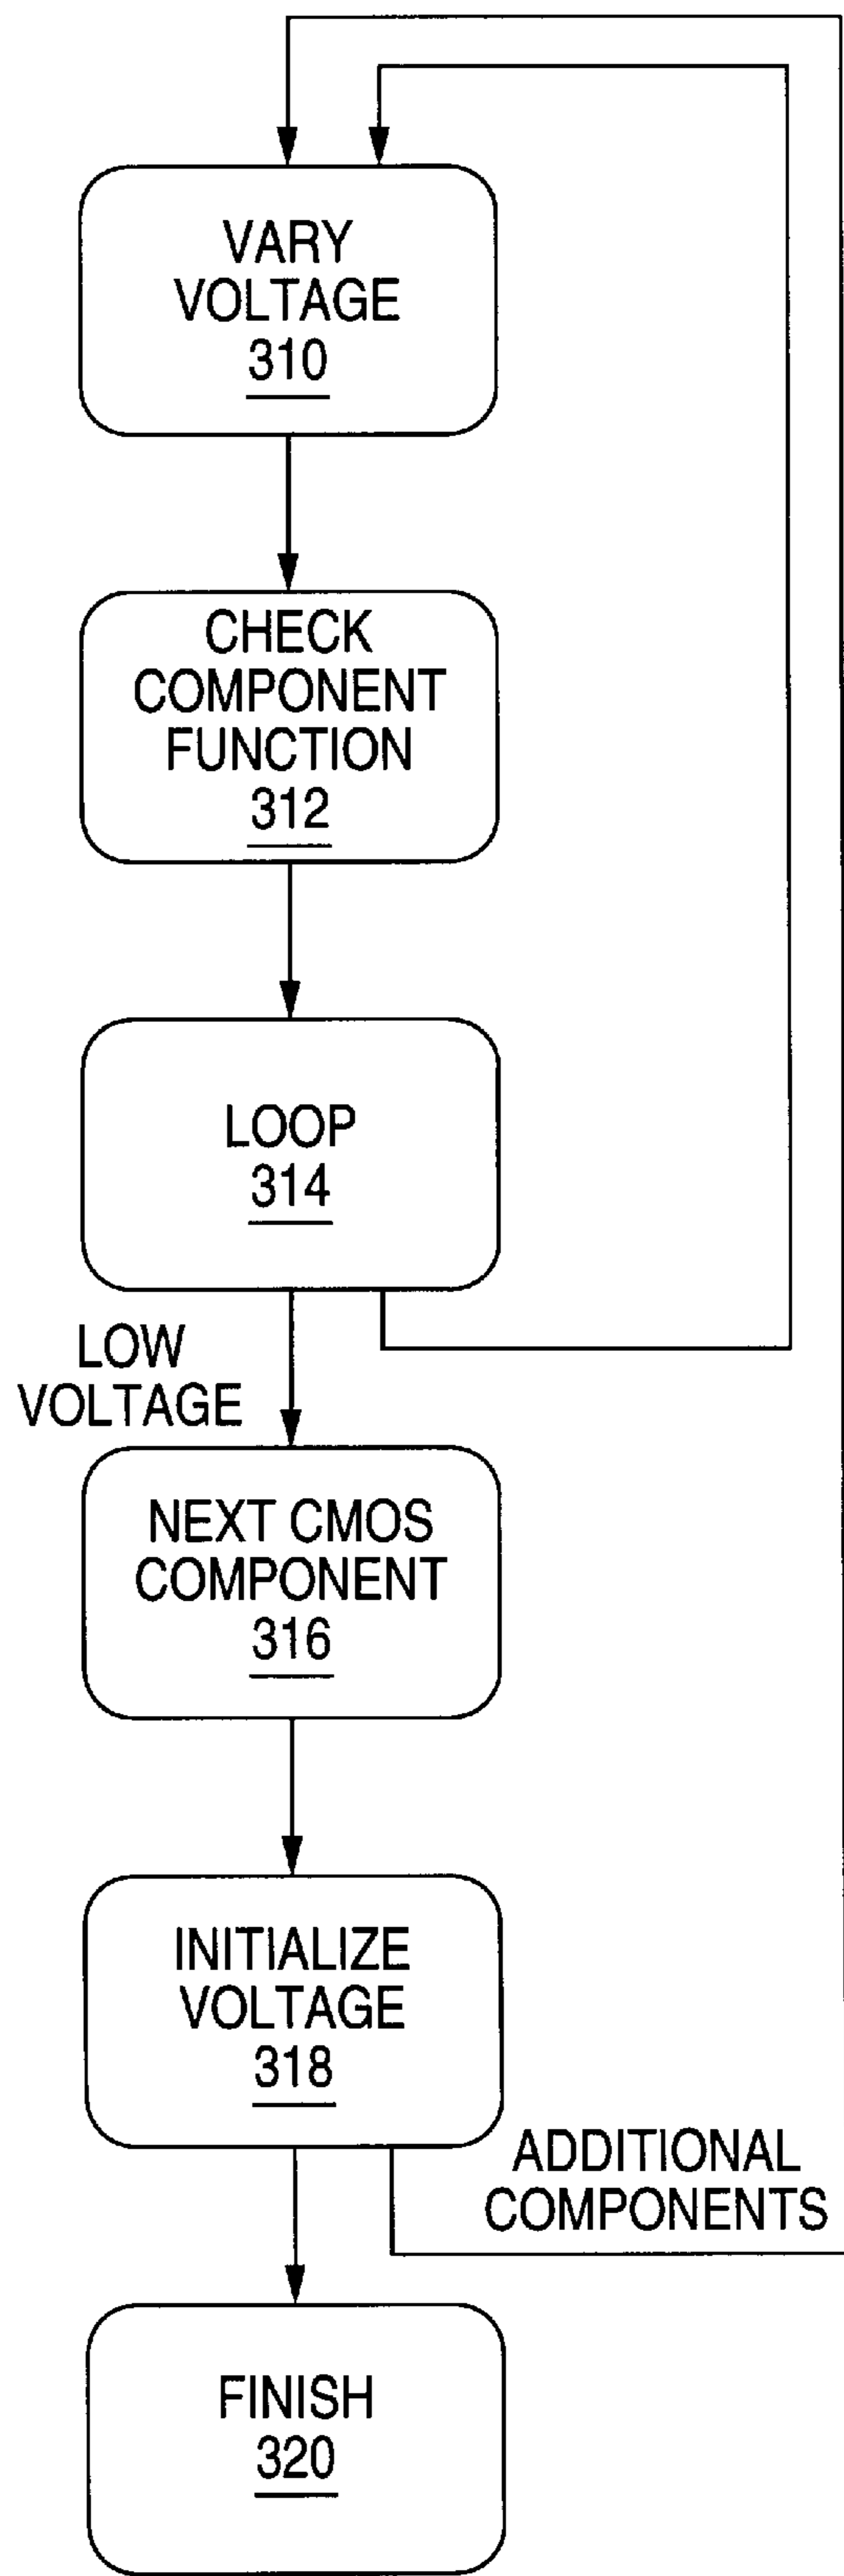 VARY
VOLTAGE
310
CHECK
COMPONENT
FUNCTION
312
LOOP
314
LOW
VOLTAGE
NEXT CMOS
COMPONENT
316
INITIALIZE
VOLTAGE
318
ADDITIONAL
COMPONENTS
FINISH
320